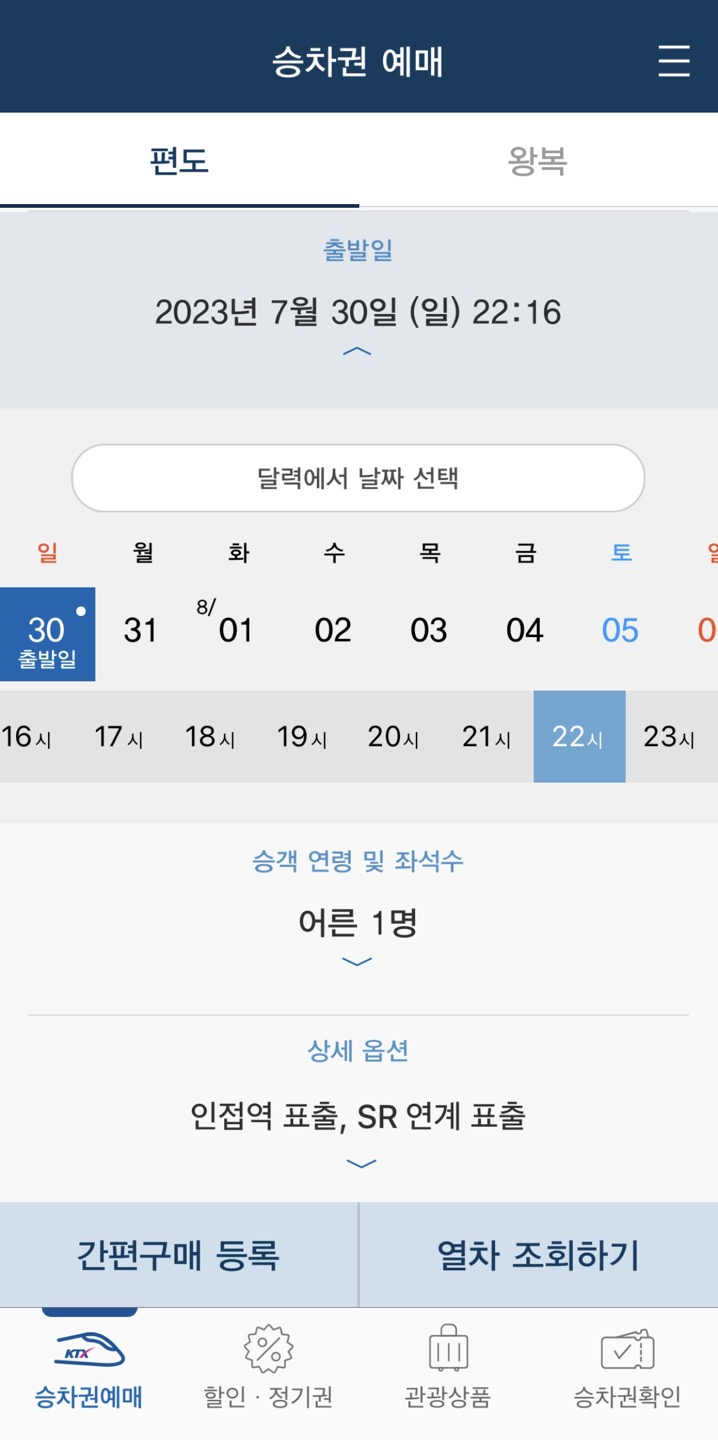 승차권 예매
편도 왕복
출발일
2023년 7월 30일 (일) 22:16
달력에서 날짜 선택
일 월 화 수 목 금 토
30 31 8/ 01 02 03 04 05
출발일
16시 17시 18시 19시 20시 21시 22시 23시
승객 연령 및 좌석수
어른 1명
상세 옵션
인접역 표출, SR 연계 표출
간편구매 등록 열차 조회하기
KTX
승차권예매 할인 · 정기권 관광상품 승차권확인